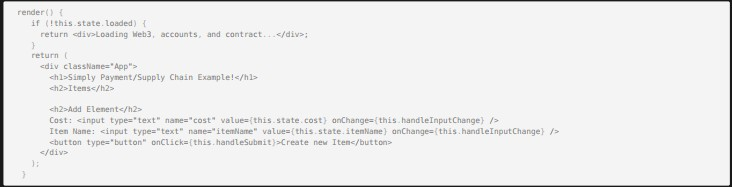 render() {
if (!this.state.loaded) {
return <div>Loading Web3, accounts, and contract...</div>;
}
return (
<div className="App">
<h1>Simply Payment/Supply Chain Example!</h1>
<h2>Items</h2>
<h2>Add Element</h2>
Cost: <input type="text" name="cost" value={this.state.cost} onChange={this.handleInputChange} />
Item Name: <input type="text" name="itemName" value={this.state.itemName} onChange={this.handleInputChange} />
<button type="button" onClick={this.handleSubmit}>Create new Item</button>
</div>
);
}